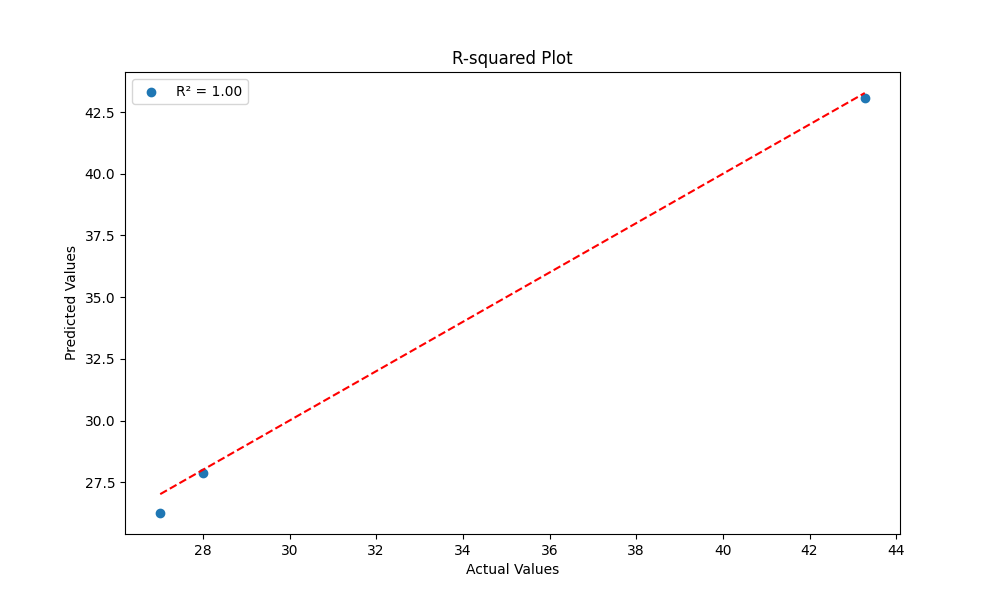 R-squared Plot
R² = 1.00
42.5
40.0
37.5
35.0
32.5
30.0
27.5
Predicted Values
28 30 32 34 36 38 40 42 44
Actual Values